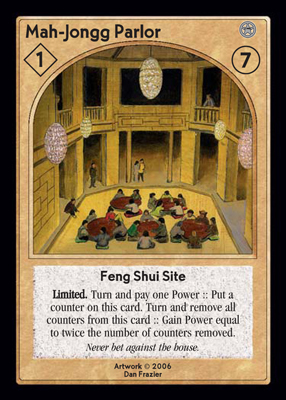 Mah-Jongg Parlor
1
7
Feng Shui Site
Limited. Turn and pay one Power :: Put a
counter on this card. Turn and remove all
counters from this card :: Gain Power equal
to twice the number of counters removed.
Never bet against the house.
Artwork © 2006
Dan Frazier